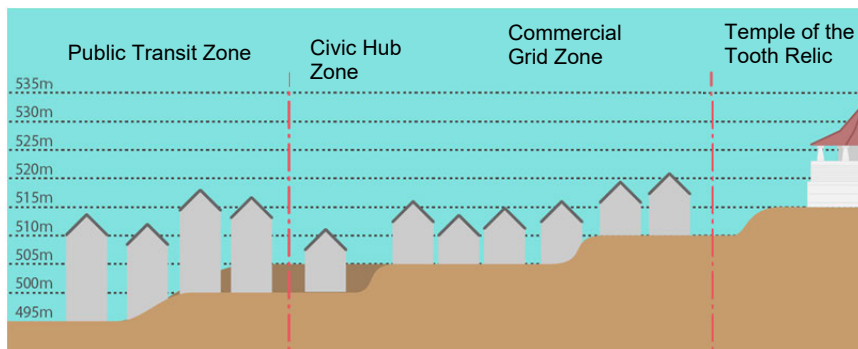 Public Transit Zone
Civic Hub
Zone
Commercial
Grid Zone
Temple of the
Tooth Relic
535m
530m
525m
520m
515m
510m
505m
500m
495m